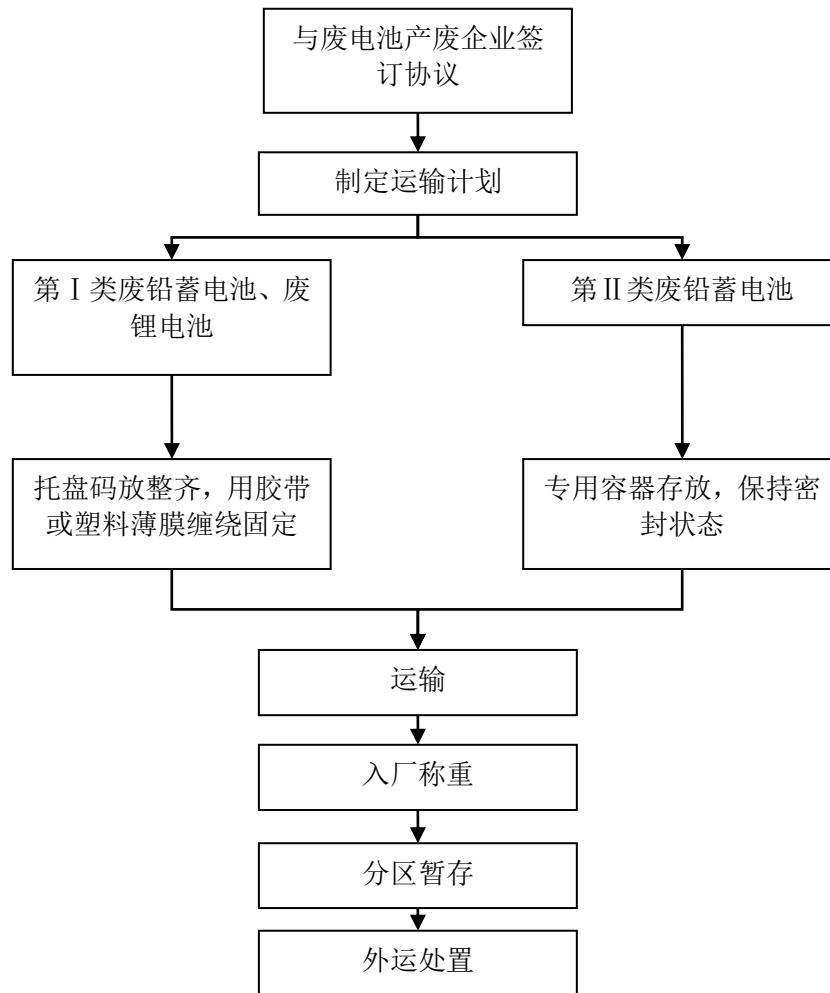 与废电池产废企业签
订协议
制定运输计划
第Ⅰ类废铅蓄电池、废
锂电池
第Ⅱ类废铅蓄电池
托盘码放整齐，用胶带
或塑料薄膜缠绕固定
专用容器存放，保持密
封状态
运输
入厂称重
分区暂存
外运处置